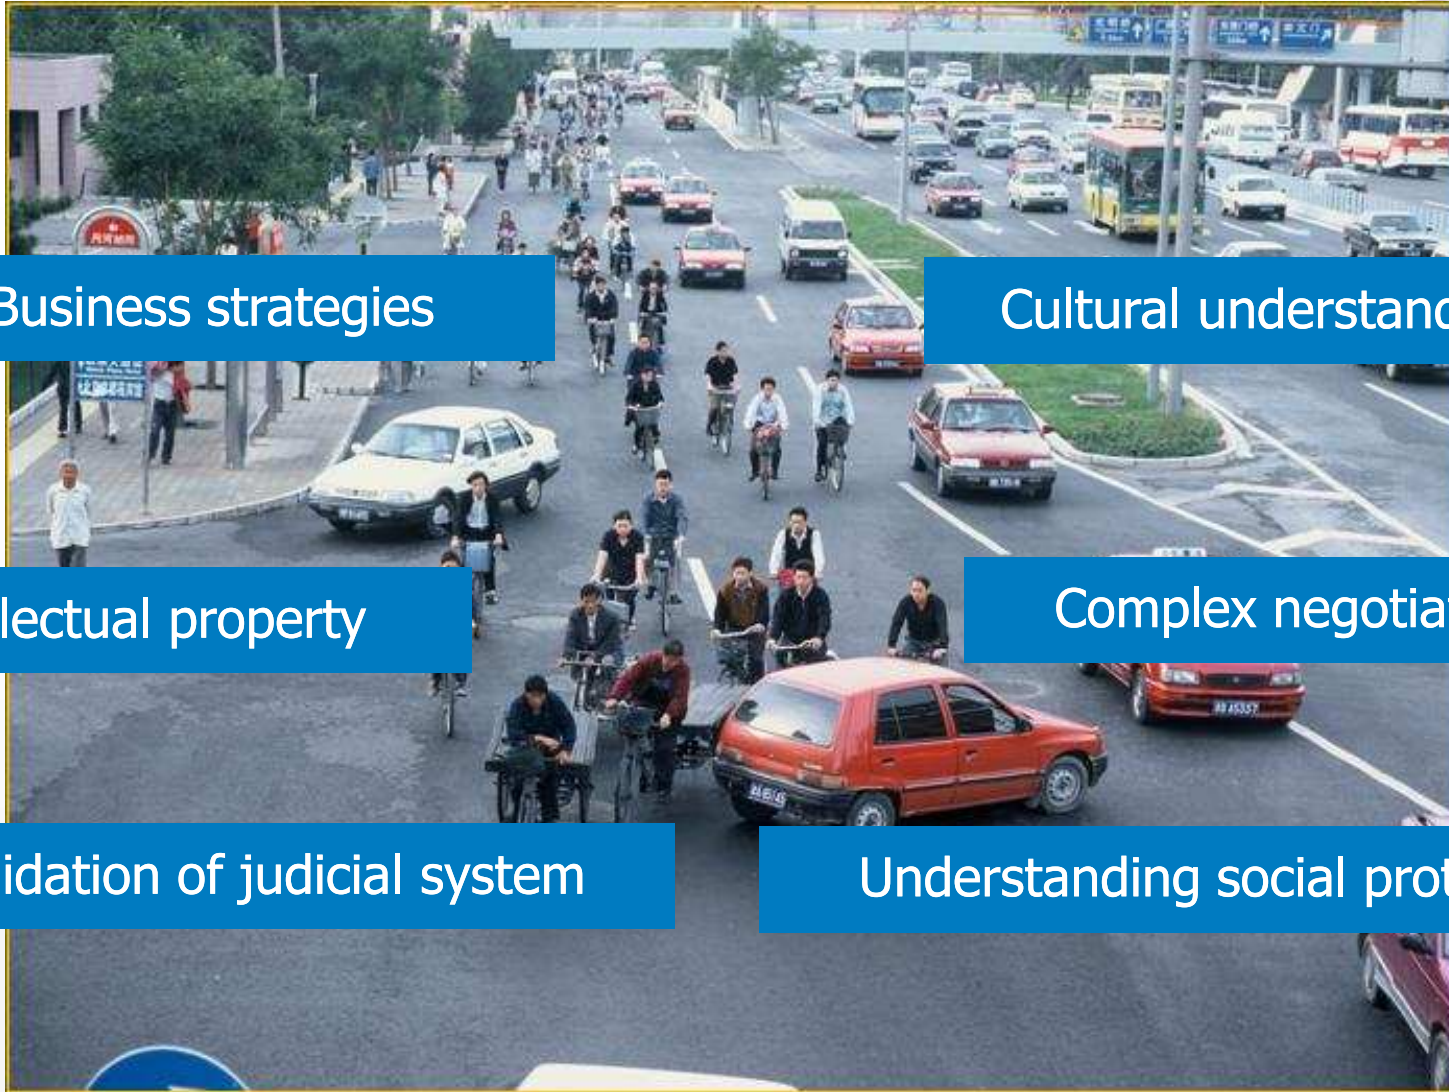 Business strategies
Cultural understand
lectual property
Complex negotia
idation of judicial system
Understanding social prot